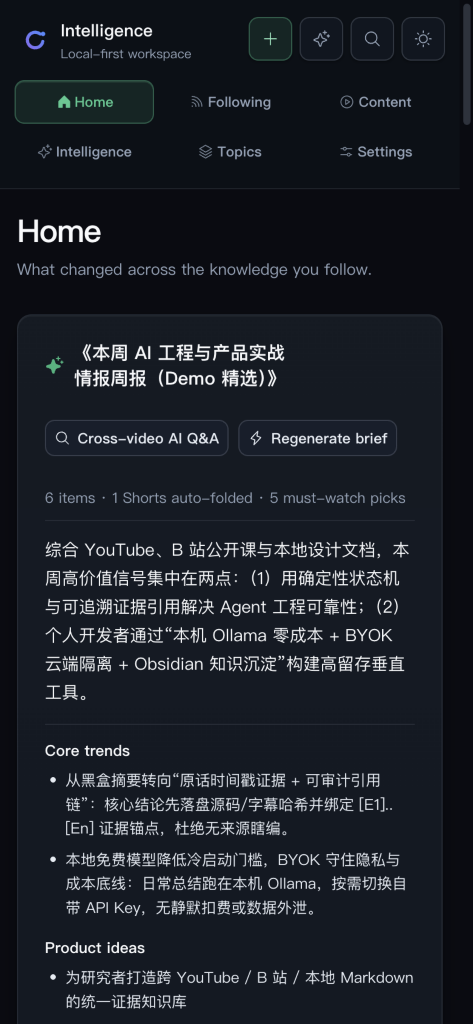 Intelligence
Local-first workspace
Home
Following
Content
Intelligence
Topics
Settings
Home
What changed across the knowledge you follow.
《本周 AI 工程与产品实战
情报周报（Demo 精选）》
Cross-video AI Q&A
Regenerate brief
6 items · 1 Shorts auto-folded · 5 must-watch picks
综合 YouTube、B 站公开课与本地设计文档，本
周高价值信号集中在两点：（1）用确定性状态机
与可追溯证据引用解决 Agent 工程可靠性；（2）
个人开发者通过“本机 Ollama 零成本 + BYOK
云端隔离 + Obsidian 知识沉淀”构建高留存垂直
工具。
Core trends
• 从黑盒摘要转向“原话时间戳证据 + 可审计引用
链”：核心结论先落盘源码/字幕哈希并绑定 [E1]..
[En] 证据锚点，杜绝无来源瞎编。
• 本地免费模型降低冷启动门槛，BYOK 守住隐私与
成本底线：日常总结跑在本机 Ollama，按需切换自
带 API Key，无静默扣费或数据外泄。
Product ideas
• 为研究者打造跨 YouTube / B 站 / 本地 Markdown
的统一证据知识库